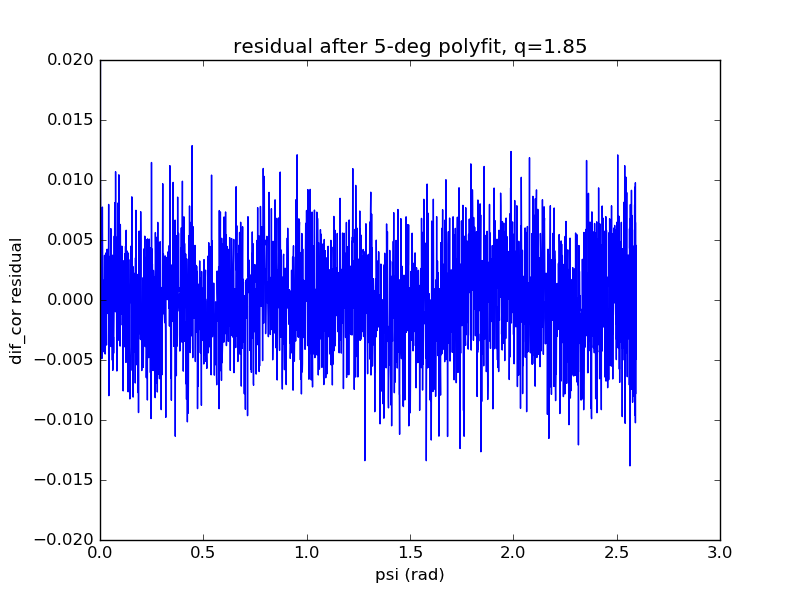 residual after 5-deg polyfit, q=1.85
0.020
0.015
0.010
0.005
0.000
−0.005
−0.010
−0.015
−0.020
dif_cor residual
0.0 0.5 1.0 1.5 2.0 2.5 3.0
psi (rad)